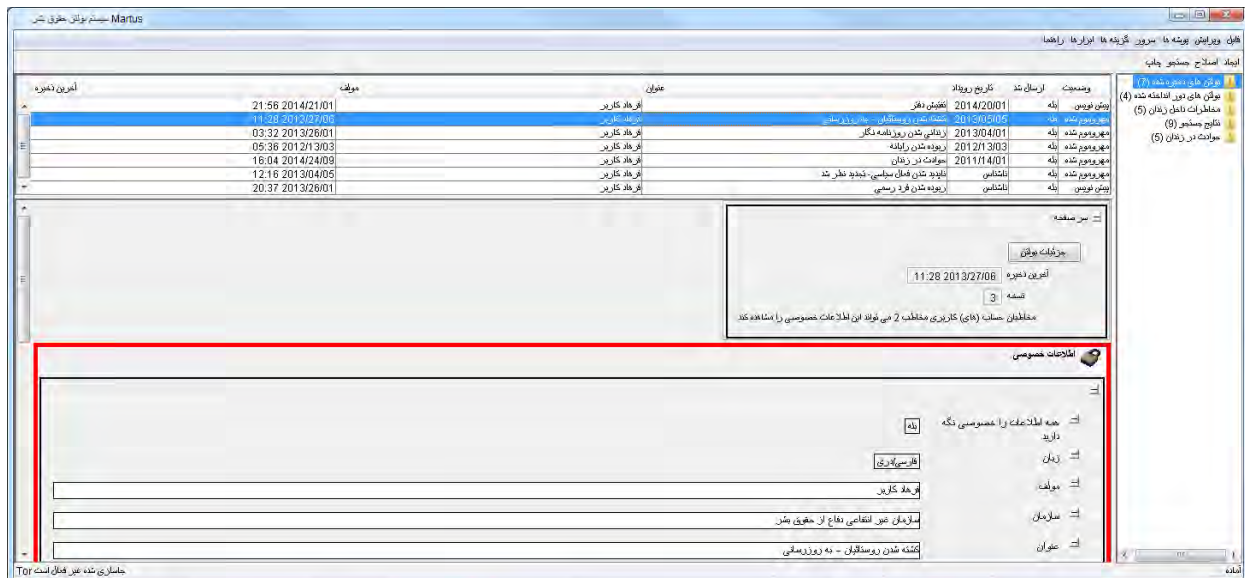 Martus سیستم بولتن حقوق بشر
فایل ویرایش پوشه ها سرور گزینه ها ابزار ها راهنما
ایجاد اصلاح جستجو چاپ
بولتن های ذخیره شده (7)
بولتن های دور انداخته شده (4)
مخاطرات داخل زندان (5)
نتایج جستجو (9)
حوادث در زندان (5)
وضعیت ارسال شد تاریخ رویداد عنوان مولف آخرین ذخیره
پیش نویس بله 2014/20/01 تفتیش دفتر فرهاد کاربر 21:56 2014/21/01
مهروموم شده بله 2013/05/05 کشته شدن روستائیان - به روزرسانی فرهاد کاربر 11:28 2013/27/06
مهروموم شده بله 2013/04/01 زندانی شدن روزنامه نگار فرهاد کاربر 03:32 2013/26/01
مهروموم شده بله 2012/13/03 ربوده شدن رایانه فرهاد کاربر 05:36 2012/13/03
مهروموم شده بله 2011/14/01 حوادث در زندان فرهاد کاربر 16:04 2014/24/09
مهروموم شده بله ناشناس ناپدید شدن فعال سیاسی- تجدید نظر شد فرهاد کاربر 12:16 2013/04/05
پیش نویس بله ناشناس ربوده شدن فرد رسمی فرهاد کاربر 20:37 2013/26/01
سر صفحه
جزئیات بولتن
آخرین ذخیره 11:28 2013/27/06
نسخه 3
مخاطبان حساب (های) کاربری مخاطب 2 می تواند این اطلاعات خصوصی را مشاهده کند
اطلاعات خصوصی
همه اطلاعات را خصوصی نگه دارید بله
زبان فارسی/دری
مولف فرهاد کاربر
سازمان سازمان غیر انتفاعی دفاع از حقوق بشر
عنوان کشته شدن روستائیان – به روزرسانی
آماده
جاسازی شده غیر فعال است Tor